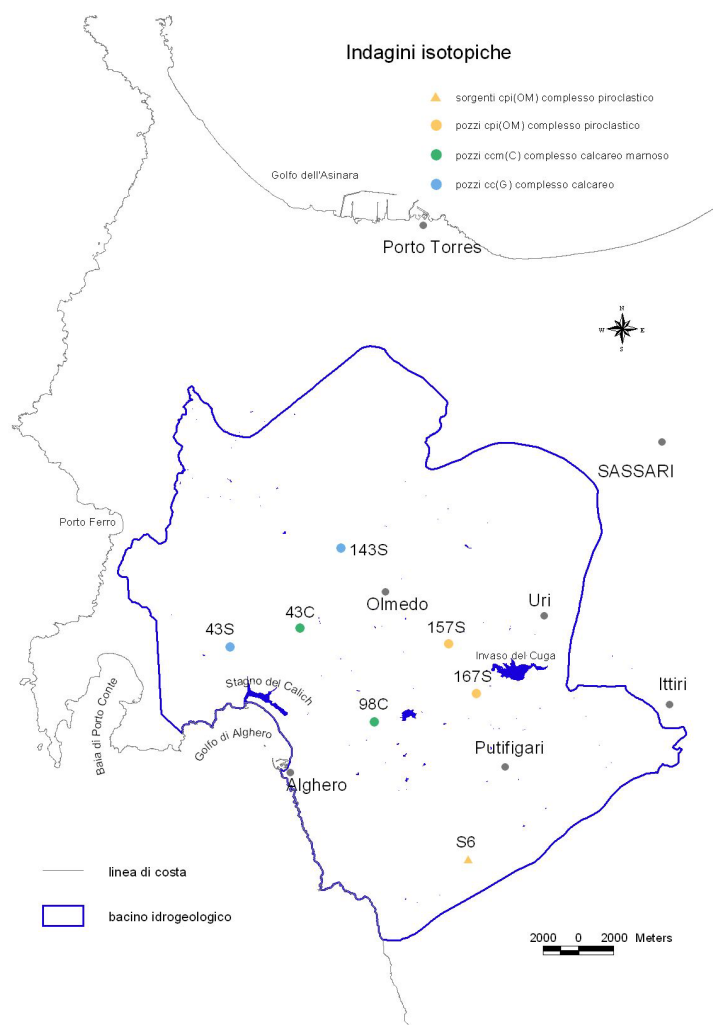 Indagini isotopiche
sorgenti cpi(OM) complesso piroclastico
pozzi cpi(OM) complesso piroclastico
pozzi ccm(C) complesso calcareo marnoso
pozzi cc(G) complesso calcareo
Golfo dell'Asinara
Porto Torres
N
W E
S
SASSARI
Porto Ferro
143S
Olmedo
Uri
43C
43S
157S
Invaso del Cuga
167S
Stagno del Calich
98C
Ittiri
Baia di Porto Conte
Golfo di Alghero
Putifigari
Alghero
S6
linea di costa
bacino idrogeologico
2000 0 2000 Meters